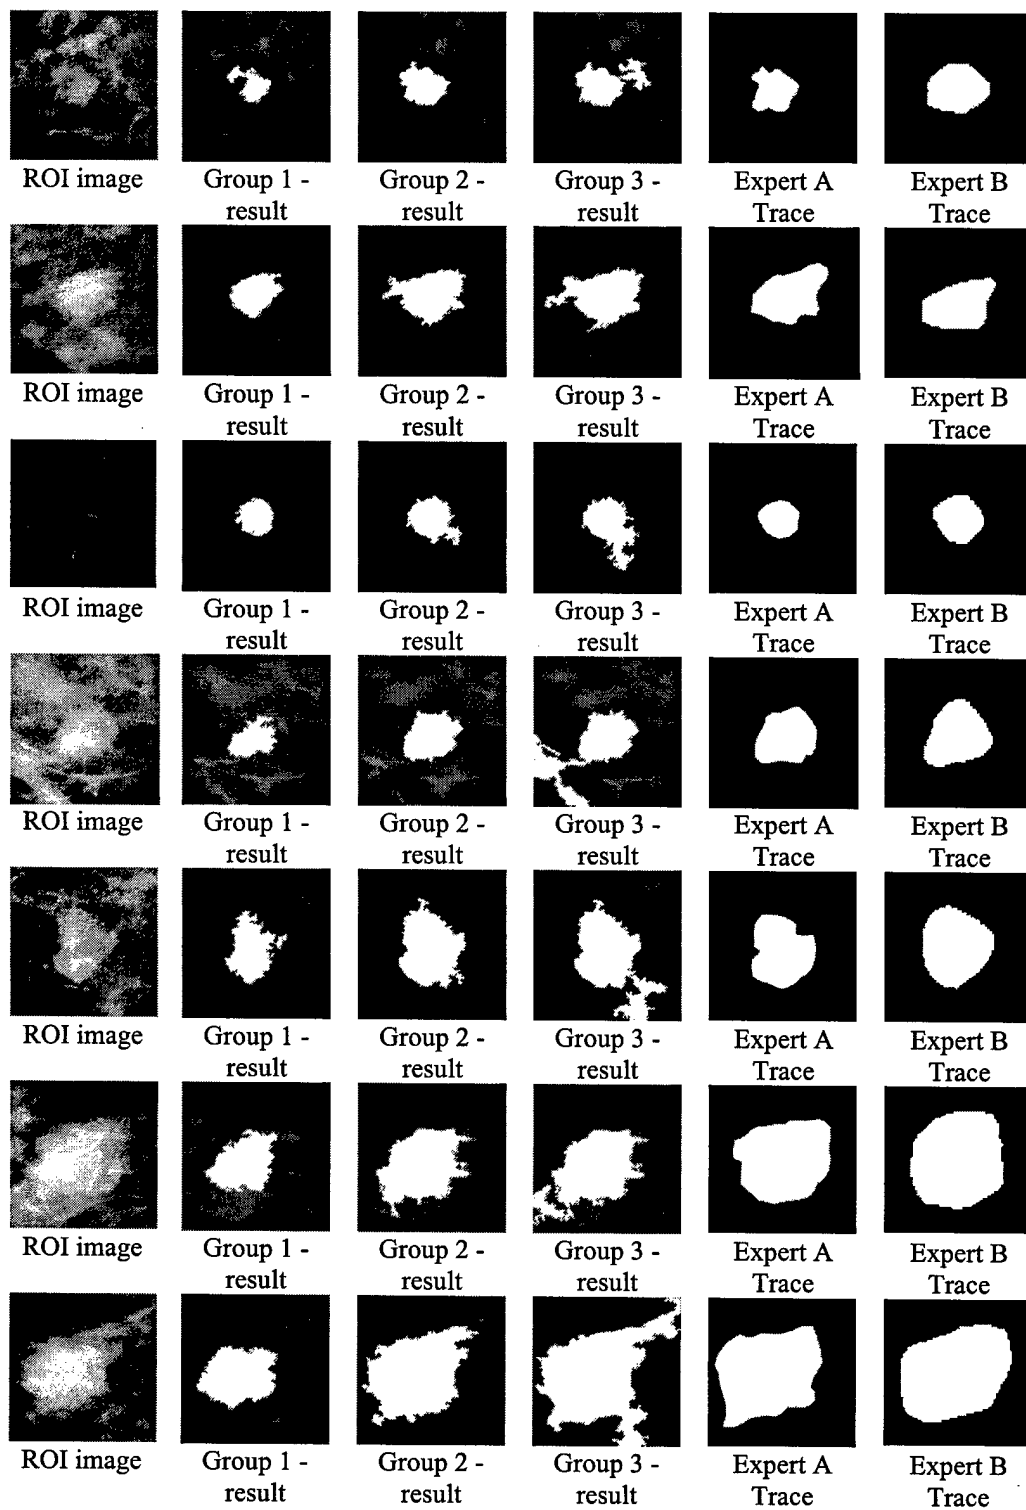 ROI image Group 1 - Group 2 - Group 3 - Expert A Expert B
result result result Trace Trace
ROI image Group 1 - Group 2 - Group 3 - Expert A Expert B
result result result Trace Trace
ROI image Group 1 - Group 2 - Group 3 - Expert A Expert B
result result result Trace Trace
ROI image Group 1 - Group 2 - Group 3 - Expert A Expert B
result result result Trace Trace
ROI image Group 1 - Group 2 - Group 3 - Expert A Expert B
result result result Trace Trace
ROI image Group 1 - Group 2 - Group 3 - Expert A Expert B
result result result Trace Trace
ROI image Group 1 - Group 2 - Group 3 - Expert A Expert B
result result result Trace Trace